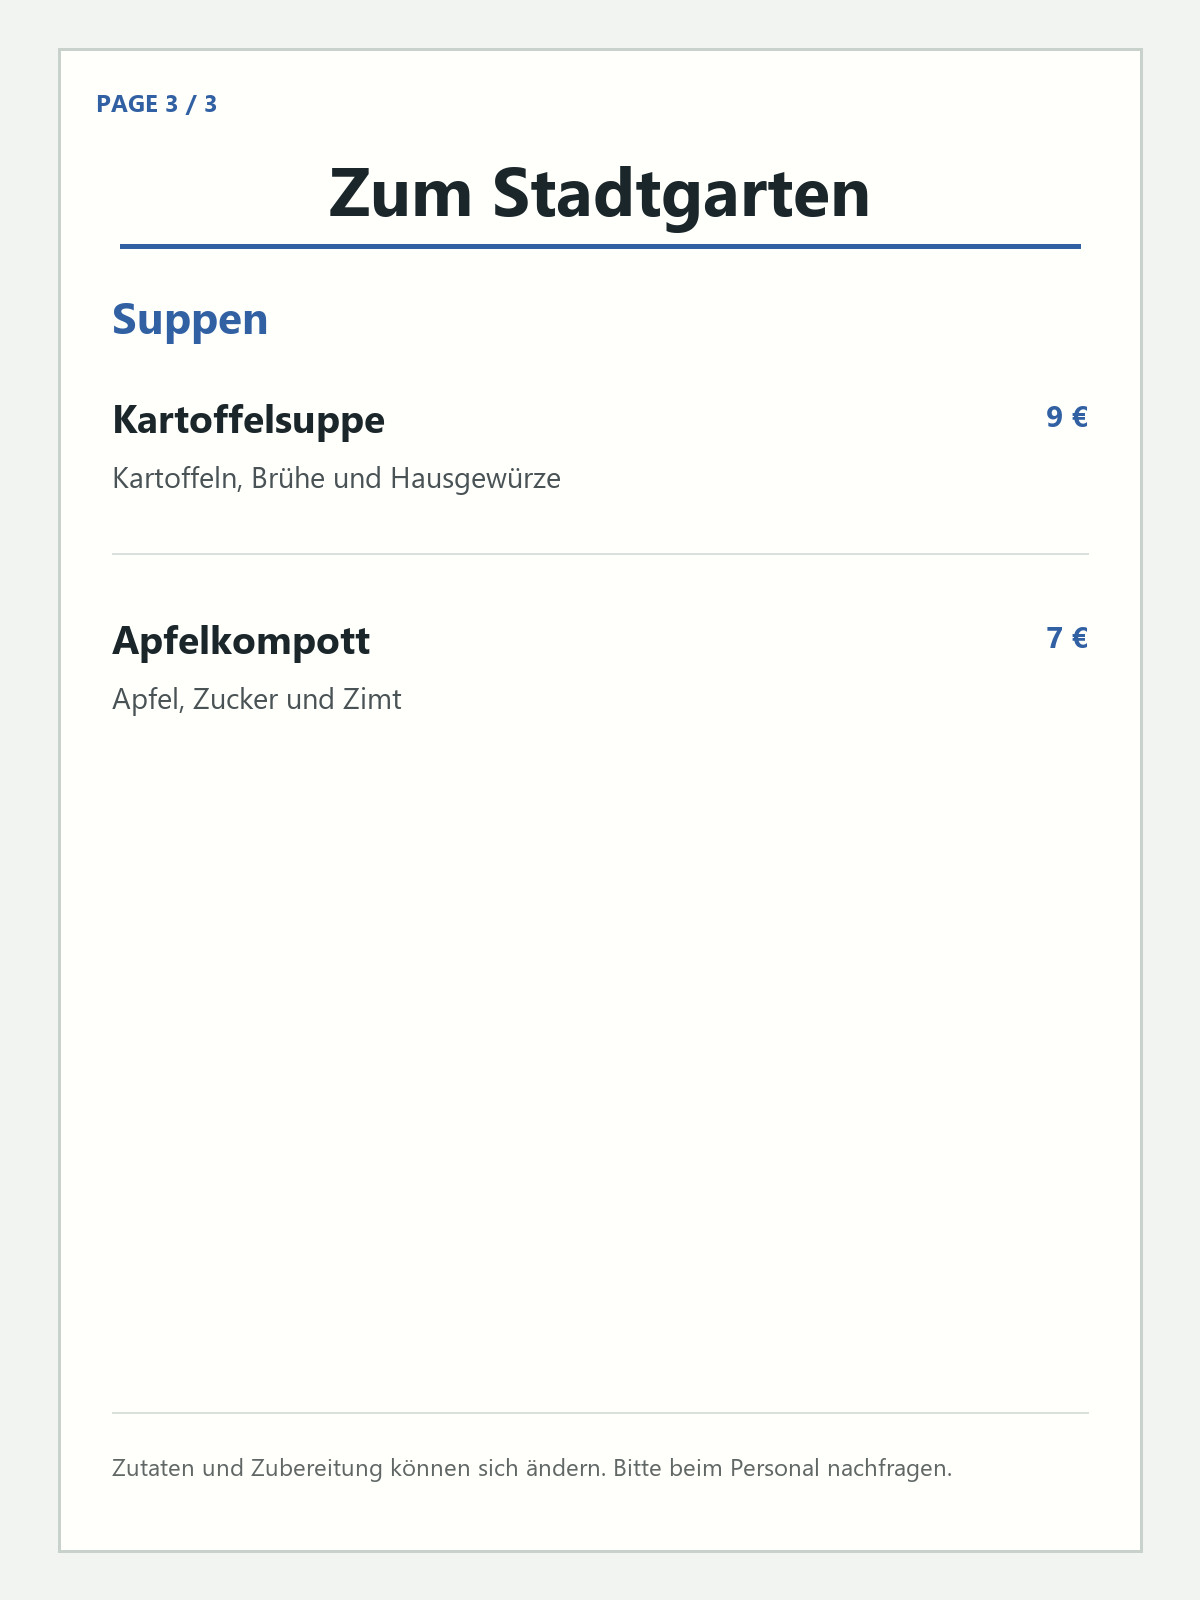 PAGE 3 / 3
Zum Stadtgarten
Suppen
Kartoffelsuppe 9 €
Kartoffeln, Brühe und Hausgewürze
Apfelkompott 7 €
Apfel, Zucker und Zimt
Zutaten und Zubereitung können sich ändern. Bitte beim Personal nachfragen.